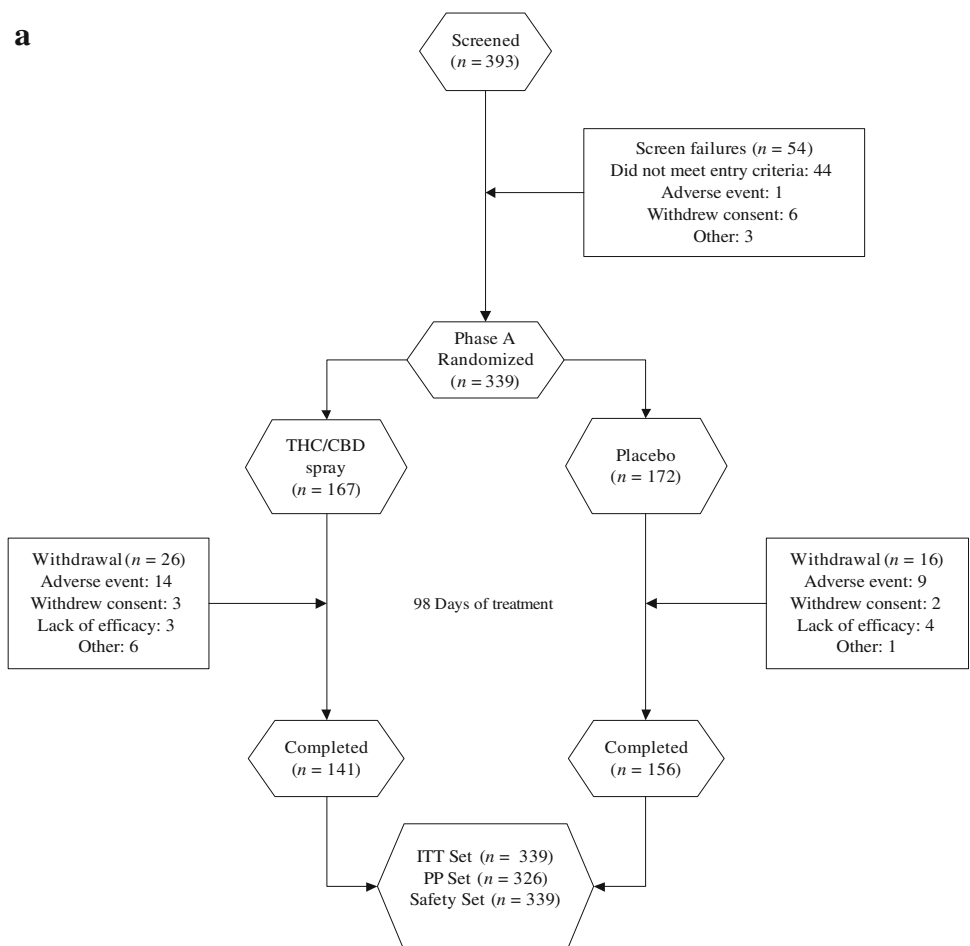 a
Screened
(n = 393)
Screen failures (n = 54)
Did not meet entry criteria: 44
Adverse event: 1
Withdrew consent: 6
Other: 3
Phase A
Randomized
(n = 339)
THC/CBD
spray
(n = 167)
Placebo
(n = 172)
Withdrawal (n = 26)
Adverse event: 14
Withdrew consent: 3
Lack of efficacy: 3
Other: 6
98 Days of treatment
Withdrawal (n = 16)
Adverse event: 9
Withdrew consent: 2
Lack of efficacy: 4
Other: 1
Completed
(n = 141)
Completed
(n = 156)
ITT Set (n = 339)
PP Set (n = 326)
Safety Set (n = 339)